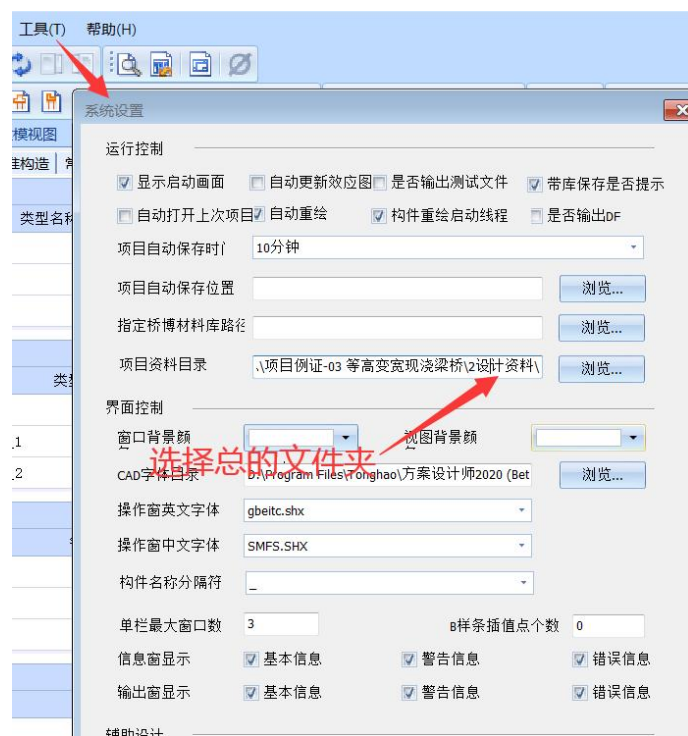 工具(T) 帮助(H)
系统设置
模视图
运行控制
准构造
显示启动画面 自动更新效应图 是否输出测试文件 带库保存是否提示
类型名称
自动打开上次项目 自动重绘 构件重绘启动线程 是否输出DF
项目自动保存时 10分钟
项目自动保存位置 浏览...
指定桥博材料库路径 浏览...
项目资料目录 .\项目例证-03 等高变宽现浇梁桥\2设计资料\ 浏览...
类
界面控制
_1 窗口背景颜 视图背景颜
选择总的文件夹
_2 CAD字体目录 D:\Program Files\Tonghao\方案设计师2020 (Bet 浏览...
操作窗英文字体 gbeitc.shx
操作窗中文字体 SMFS.SHX
构件名称分隔符 _
单栏最大窗口数 3 B样条插值点个数 0
信息窗显示 基本信息 警告信息 错误信息
输出窗显示 基本信息 警告信息 错误信息
辅助设计